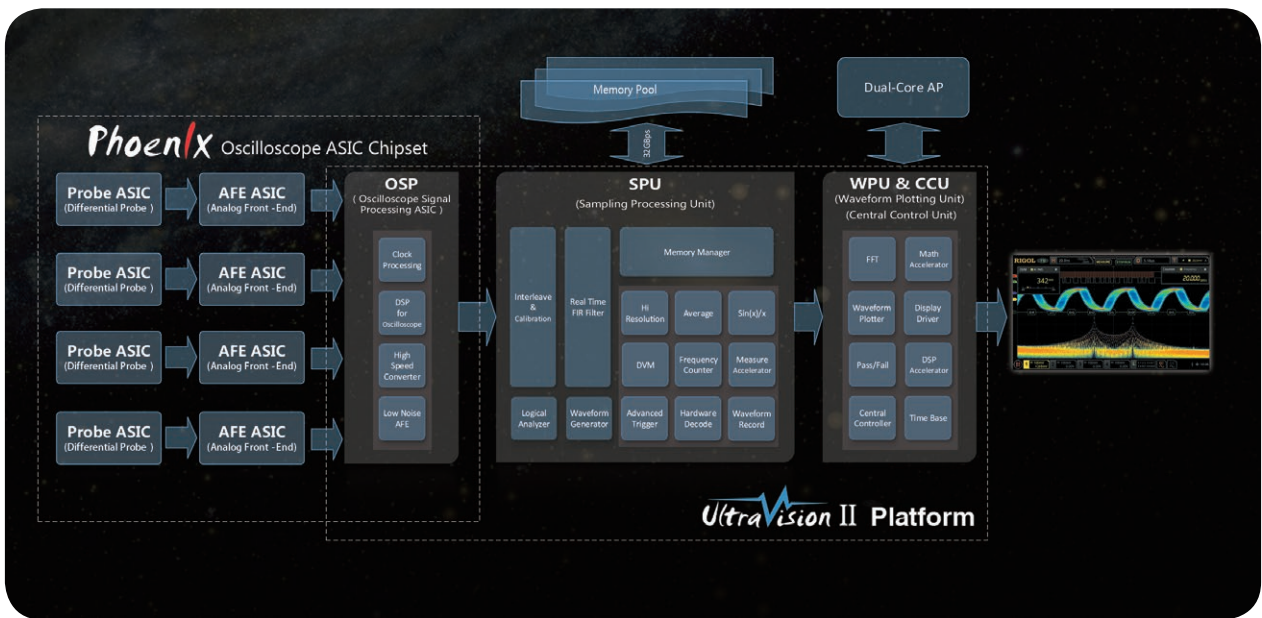 Memory Pool
Dual-Core AP
32GBps
PhoenIx Oscilloscope ASIC Chipset
Probe ASIC
(Differential Probe )
AFE ASIC
(Analog Front -End)
Probe ASIC
(Differential Probe )
AFE ASIC
(Analog Front -End)
Probe ASIC
(Differential Probe )
AFE ASIC
(Analog Front -End)
Probe ASIC
(Differential Probe )
AFE ASIC
(Analog Front -End)
OSP
( Oscilloscope Signal
Processing ASIC )
Clock
Processing
DSP
for
Oscilloscope
High
Speed
Converter
Low Noise
AFE
SPU
(Sampling Processing Unit)
Interleave
&
Calibration
Real Time
FIR Filter
Memory Manager
Hi
Resolution
Average
Sin(x)/x
DVM
Frequency
Counter
Measure
Accelerator
Logical
Analyzer
Waveform
Generator
Advanced
Trigger
Hardware
Decode
Waveform
Record
WPU & CCU
(Waveform Plotting Unit)
(Central Control Unit)
FFT
Math
Accelerator
Waveform
Plotter
Display
Driver
Pass/Fail
DSP
Accelerator
Central
Controller
Time Base
RIGOL
342
20.000
UltraVision II Platform